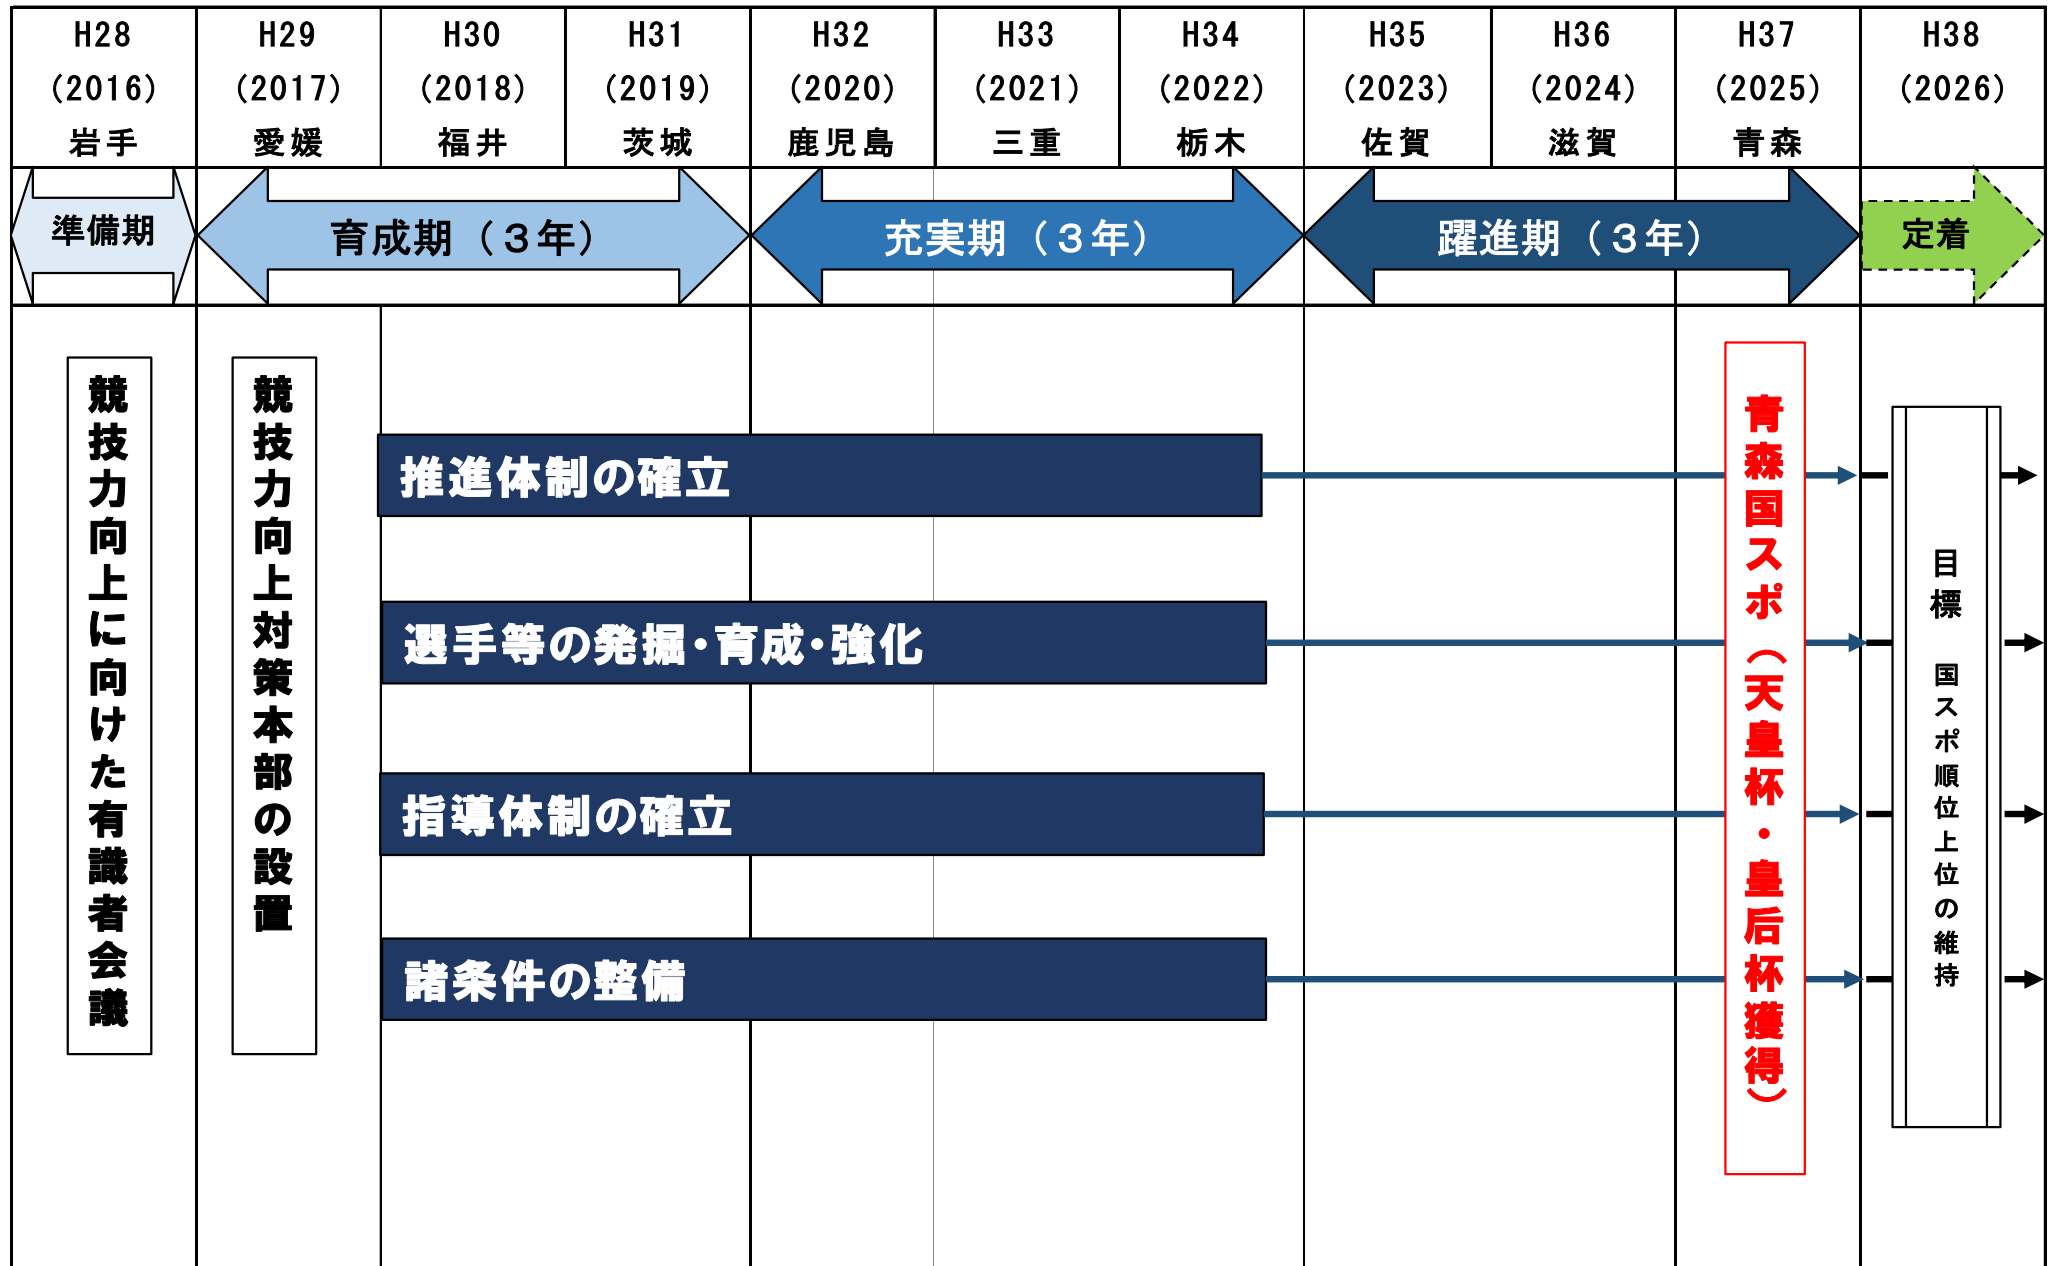 H28
(2016)
岩手
H29
(2017)
愛媛
H30
(2018)
福井
H31
(2019)
茨城
H32
(2020)
鹿児島
H33
(2021)
三重
H34
(2022)
栃木
H35
(2023)
佐賀
H36
(2024)
滋賀
H37
(2025)
青森
H38
(2026)
準備期
育成期（３年）
充実期（３年）
躍進期（３年）
定着
競技力向上に向けた有識者会議
競技力向上対策本部の設置
推進体制の確立
選手等の発掘・育成・強化
指導体制の確立
諸条件の整備
青森国スポ（天皇杯・皇后杯獲得）
目標　国スポ順位上位の維持